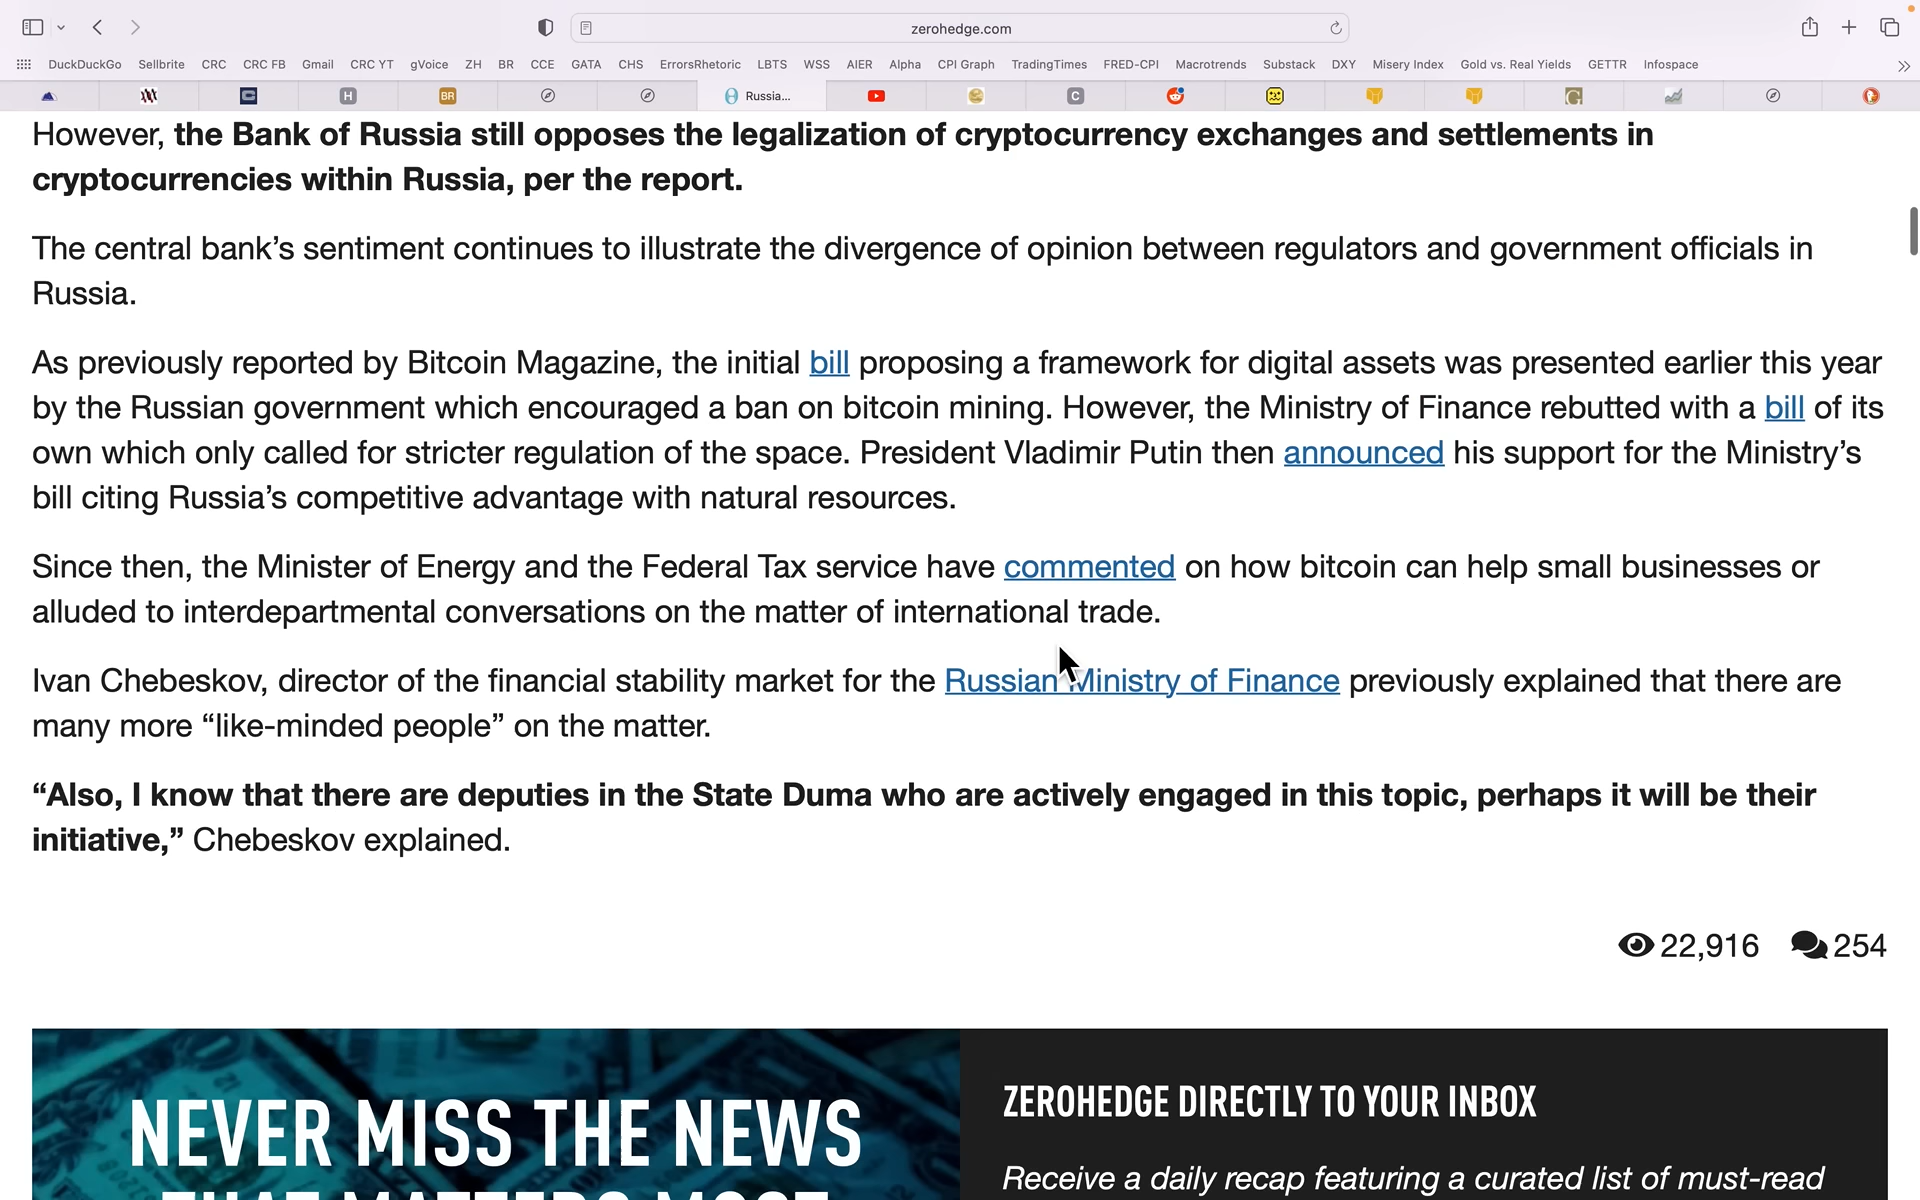 zerohedge.com
DuckDuckGo Sellbrite CRC CRC FB Gmail CRC YT gVoice ZH BR CCE GATA CHS ErrorsRhetoric LBTS WSS AIER Alpha CPI Graph TradingTimes FRED-CPI Macrotrends Substack DXY Misery Index Gold vs. Real Yields GETTR Infospace
H BR Russia... C
However, the Bank of Russia still opposes the legalization of cryptocurrency exchanges and settlements in
cryptocurrencies within Russia, per the report.
The central bank’s sentiment continues to illustrate the divergence of opinion between regulators and government officials in
Russia.
As previously reported by Bitcoin Magazine, the initial bill proposing a framework for digital assets was presented earlier this year
by the Russian government which encouraged a ban on bitcoin mining. However, the Ministry of Finance rebutted with a bill of its
own which only called for stricter regulation of the space. President Vladimir Putin then announced his support for the Ministry’s
bill citing Russia’s competitive advantage with natural resources.
Since then, the Minister of Energy and the Federal Tax service have commented on how bitcoin can help small businesses or
alluded to interdepartmental conversations on the matter of international trade.
Ivan Chebeskov, director of the financial stability market for the Russian Ministry of Finance previously explained that there are
many more “like-minded people” on the matter.
“Also, I know that there are deputies in the State Duma who are actively engaged in this topic, perhaps it will be their
initiative,” Chebeskov explained.
22,916 254
NEVER MISS THE NEWS
THAT MATTERS MOST
ZEROHEDGE DIRECTLY TO YOUR INBOX
Receive a daily recap featuring a curated list of must-read